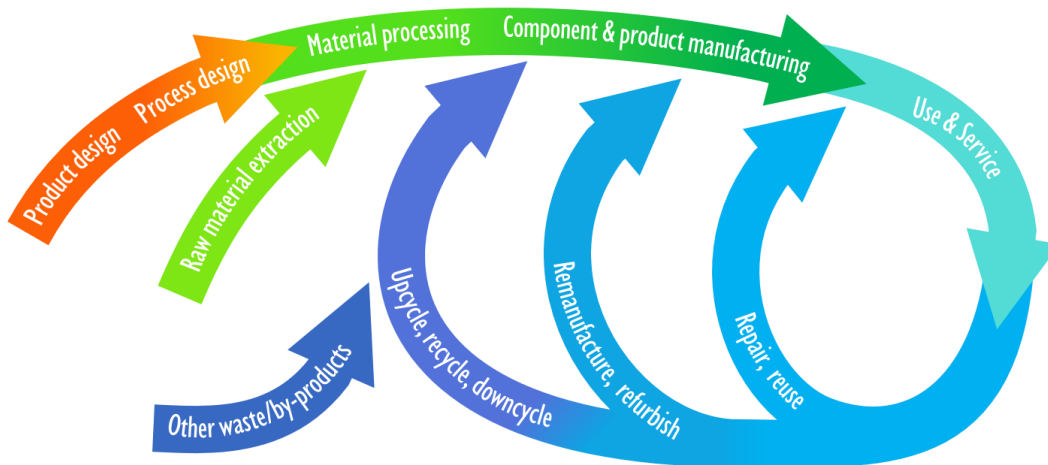 Product design
Process design
Material processing
Component & product manufacturing
Use & Service
Raw material extraction
Other waste/by-products
Upcycle, recycle, downcycle
Remanufacture, refurbish
Repair, reuse